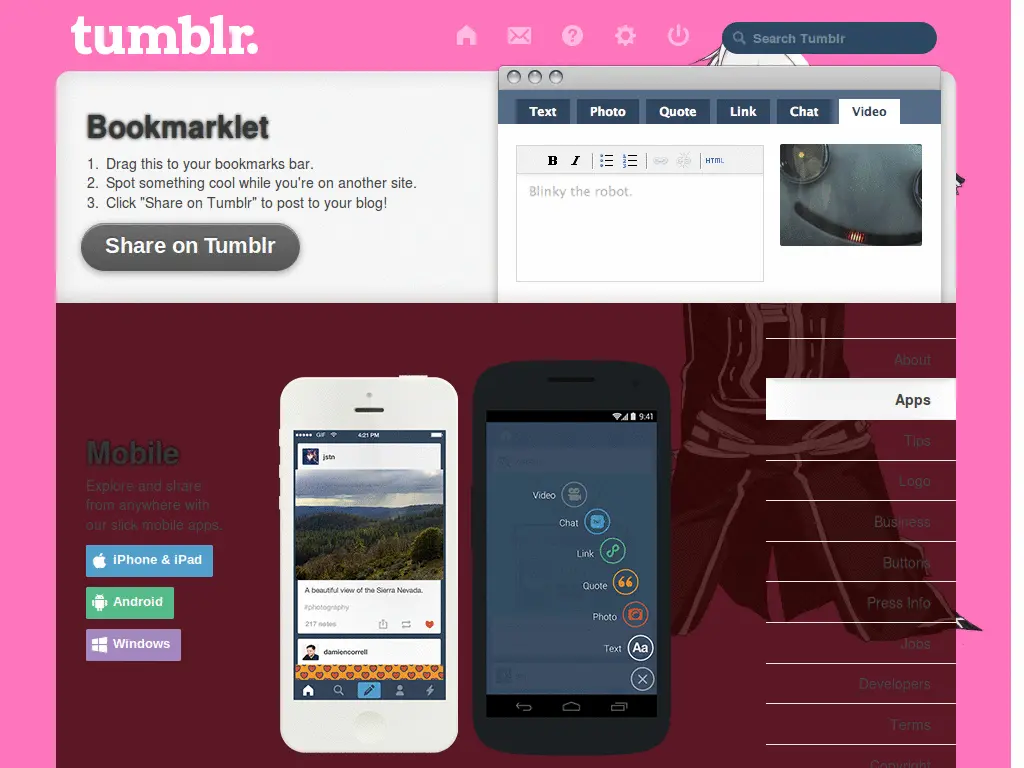 tumblr.
Search Tumblr
Bookmarklet
1. Drag this to your bookmarks bar.
2. Spot something cool while you're on another site.
3. Click "Share on Tumblr" to post to your blog!
Share on Tumblr
Text Photo Quote Link Chat Video
B I HTML
Blinky the robot.
About
Apps
Tips
Logo
Business
Buttons
Press Info
Jobs
Developers
Terms
Copyright
Mobile
Explore and share
from anywhere with
our slick mobile apps.
iPhone & iPad
Android
Windows
GIF 4:21 PM
jstn
A beautiful view of the Sierra Nevada.
#photography
217 notes
damiencorrell
9:41
Video
Chat
Link
Quote
Photo
Text Aa